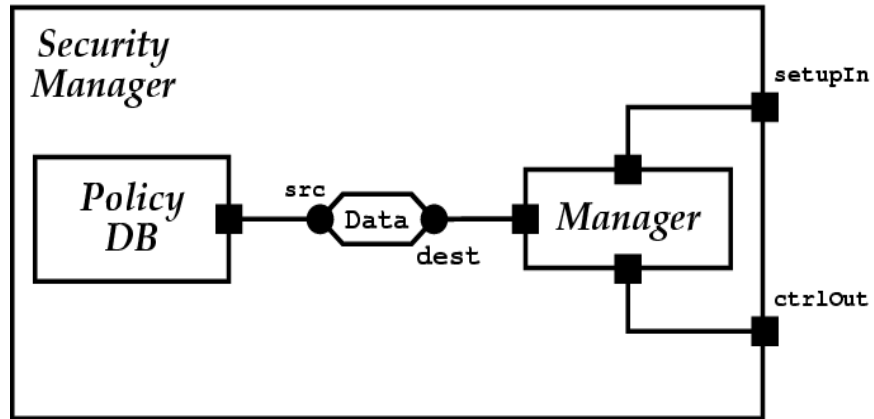 Security
Manager
setupIn
Policy
DB
src
Data
dest
Manager
ctrlOut